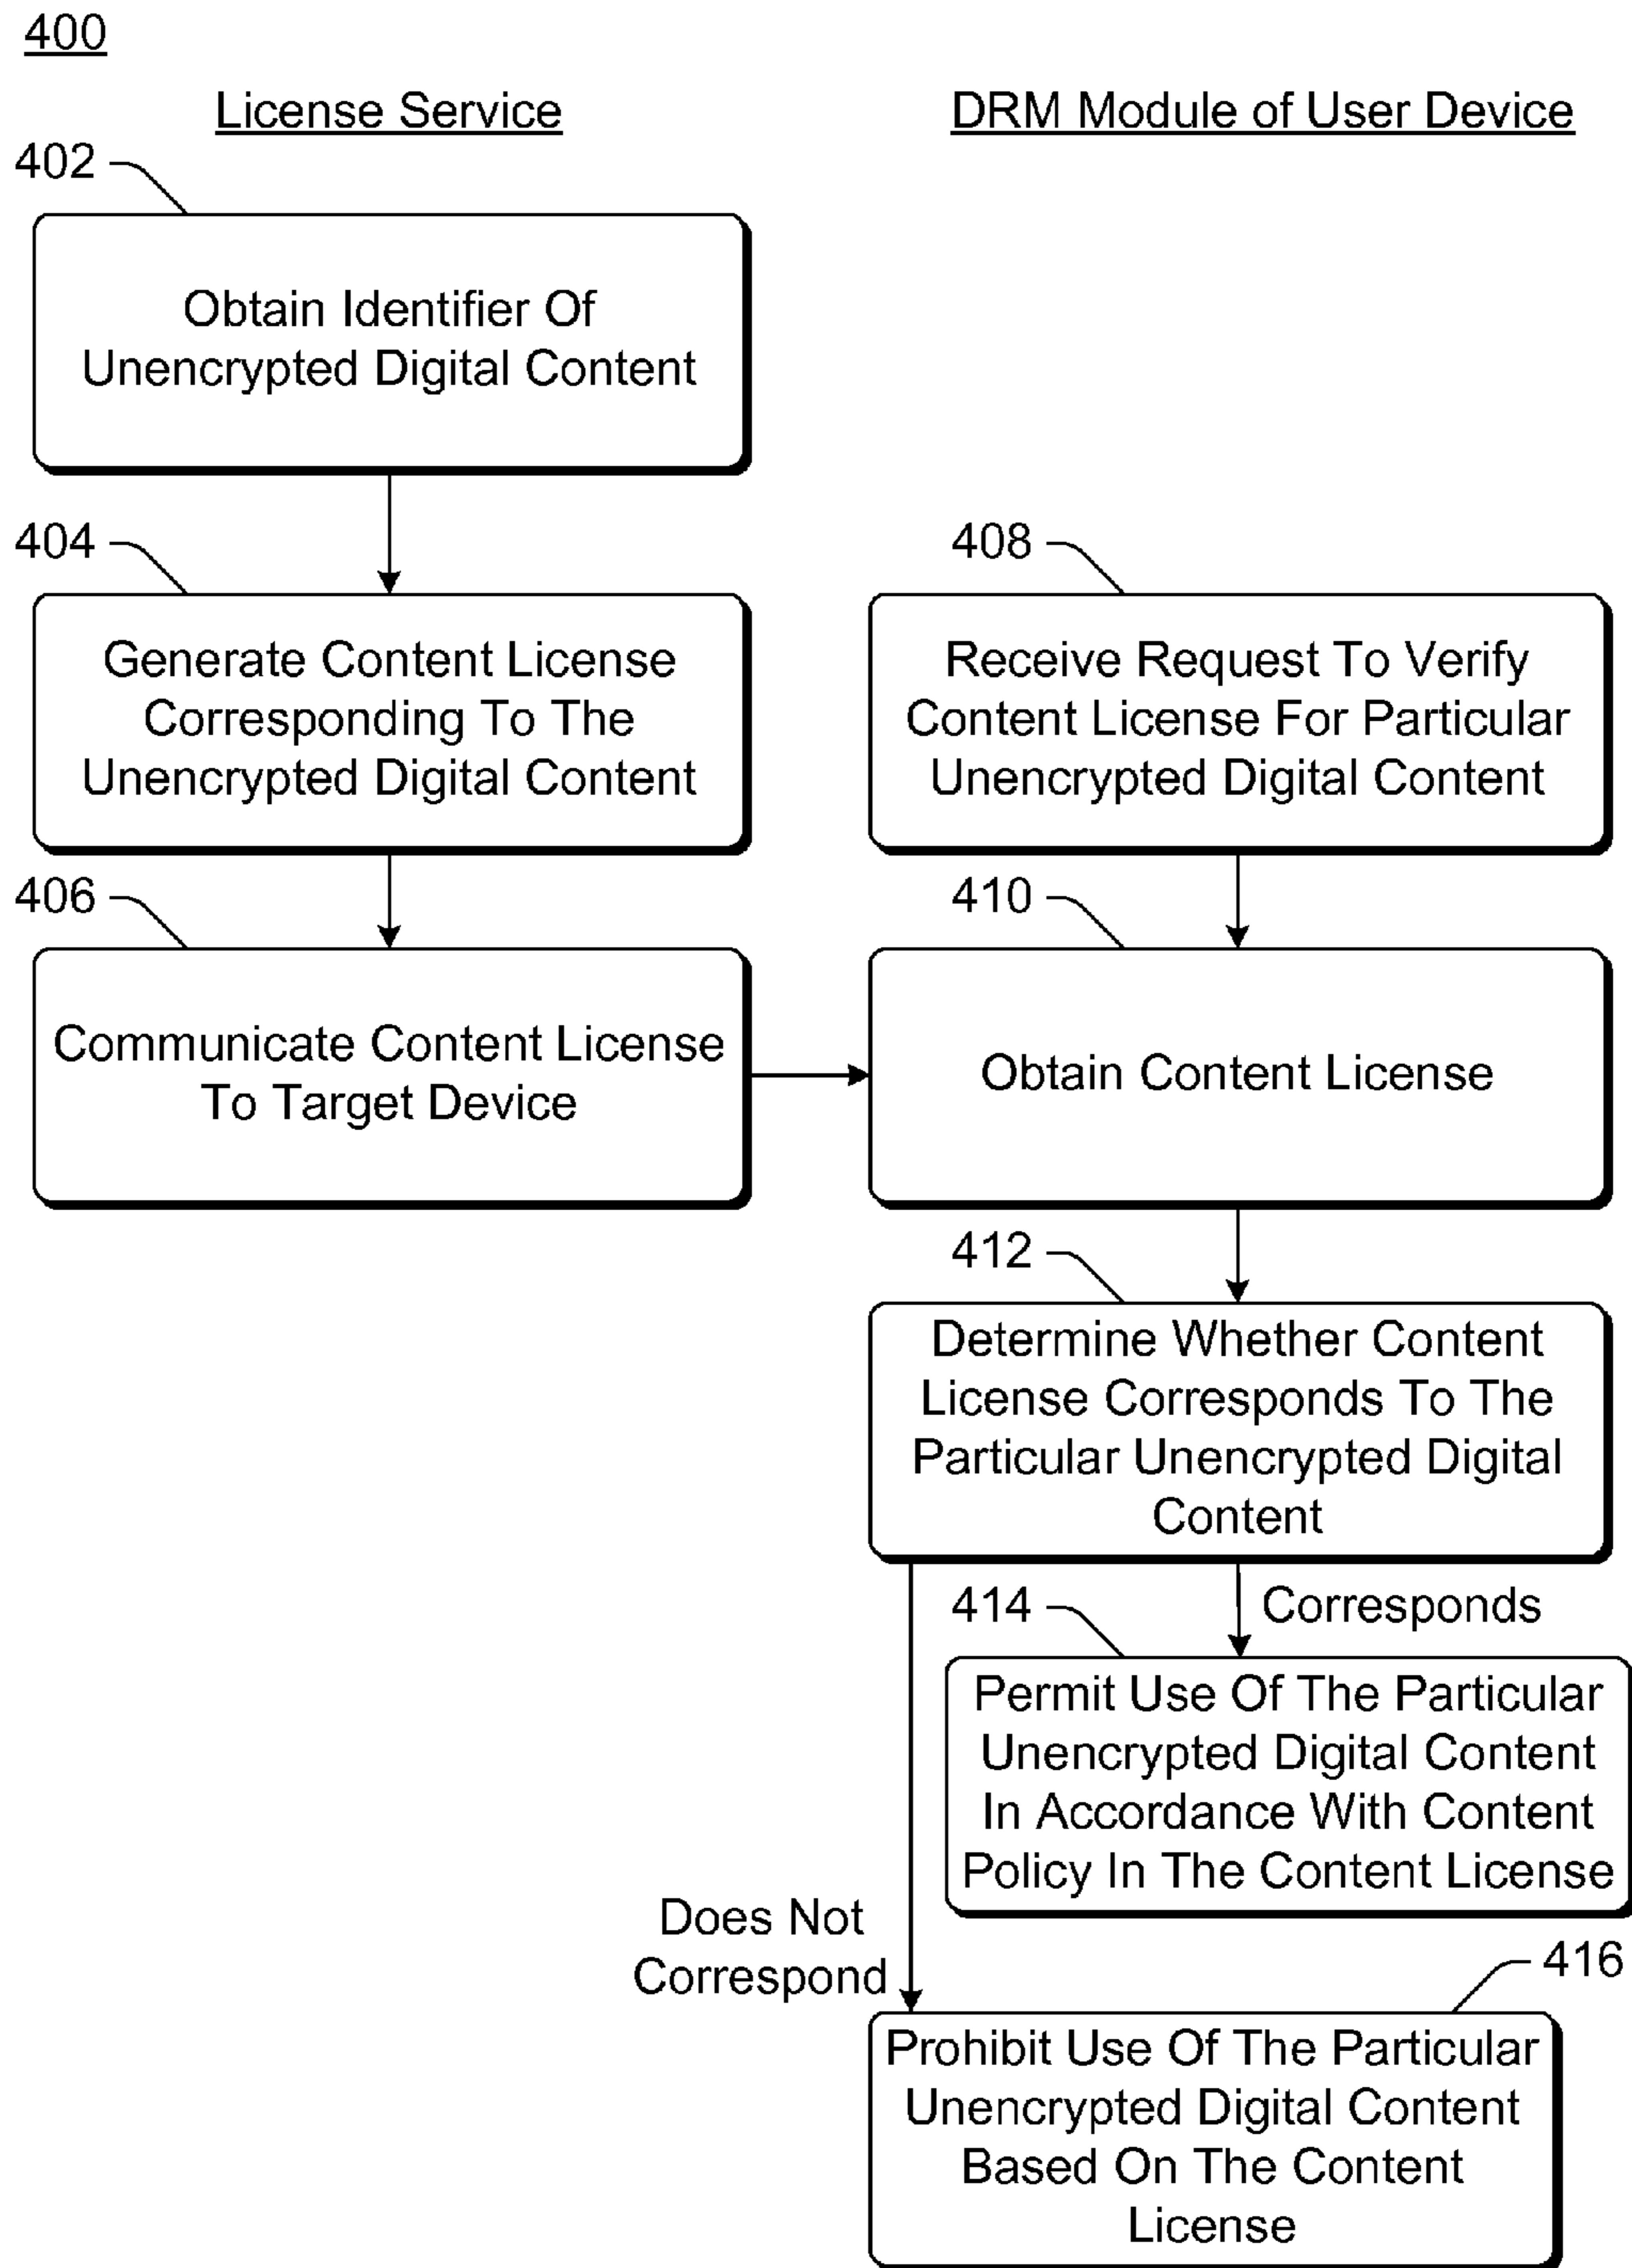 400
License Service
DRM Module of User Device
402
Obtain Identifier Of
Unencrypted Digital Content
404
Generate Content License
Corresponding To The
Unencrypted Digital Content
408
Receive Request To Verify
Content License For Particular
Unencrypted Digital Content
406
Communicate Content License
To Target Device
410
Obtain Content License
412
Determine Whether Content
License Corresponds To The
Particular Unencrypted Digital
Content
414
Corresponds
Permit Use Of The Particular
Unencrypted Digital Content
In Accordance With Content
Policy In The Content License
Does Not
Correspond
416
Prohibit Use Of The Particular
Unencrypted Digital Content
Based On The Content
License